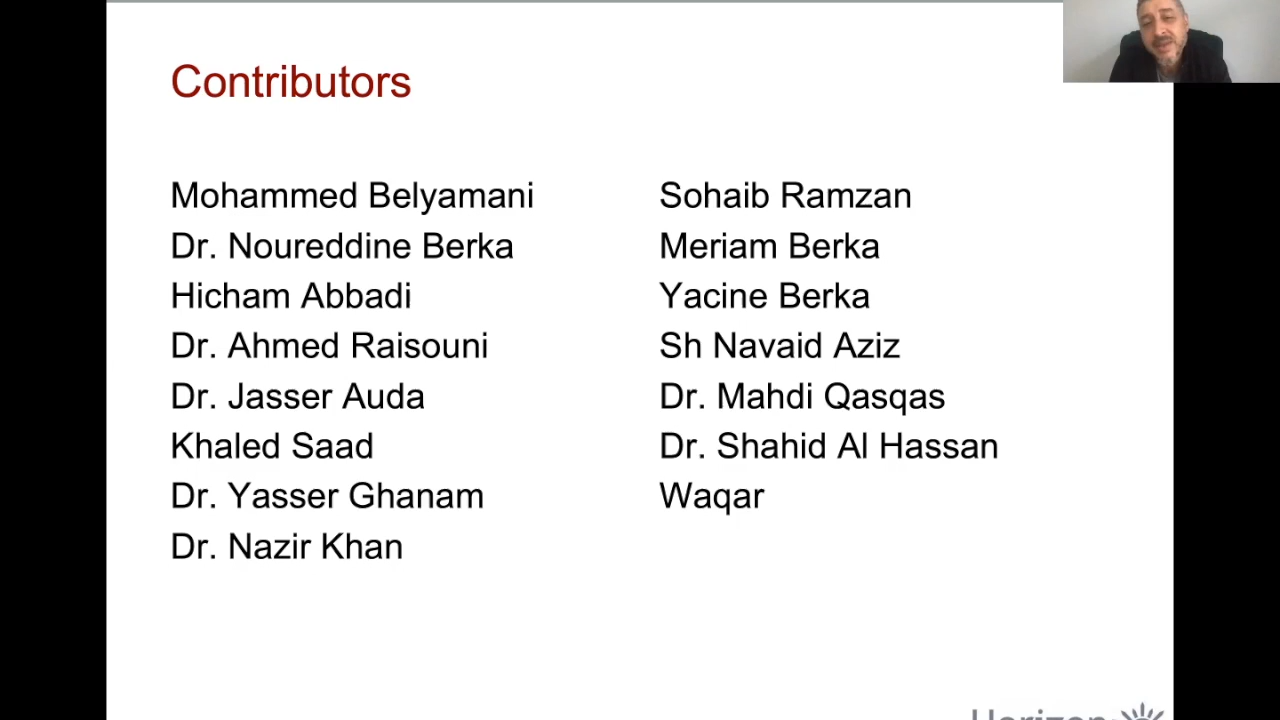 Contributors
Mohammed Belyamani
Dr. Noureddine Berka
Hicham Abbadi
Dr. Ahmed Raisouni
Dr. Jasser Auda
Khaled Saad
Dr. Yasser Ghanam
Dr. Nazir Khan
Sohaib Ramzan
Meriam Berka
Yacine Berka
Sh Navaid Aziz
Dr. Mahdi Qasqas
Dr. Shahid Al Hassan
Waqar